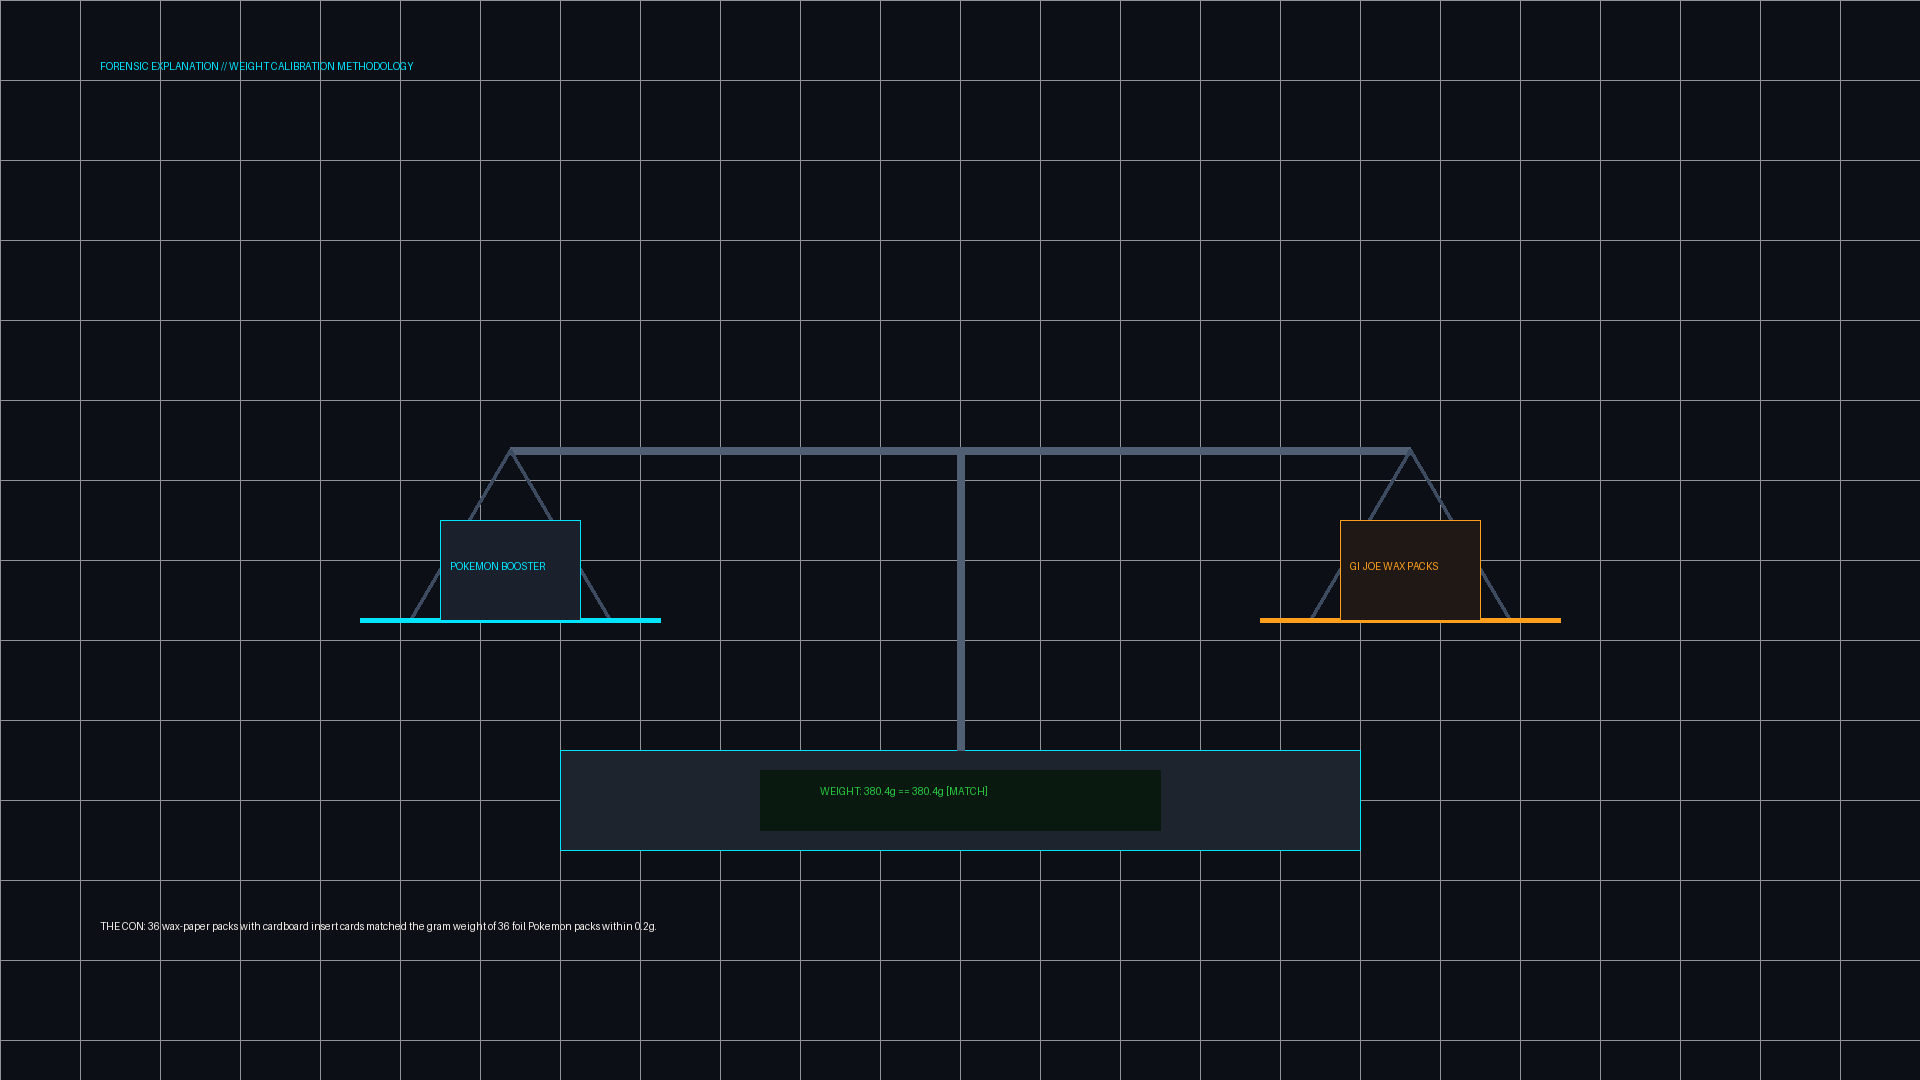 FORENSIC EXPLANATION // WEIGHT CALIBRATION METHODOLOGY
POKEMON BOOSTER
GI JOE WAX PACKS
WEIGHT: 380.4g == 380.4g [MATCH]
THE CON: 36 wax-paper packs with cardboard insert cards matched the gram weight of 36 foil Pokemon packs within 0.2g.